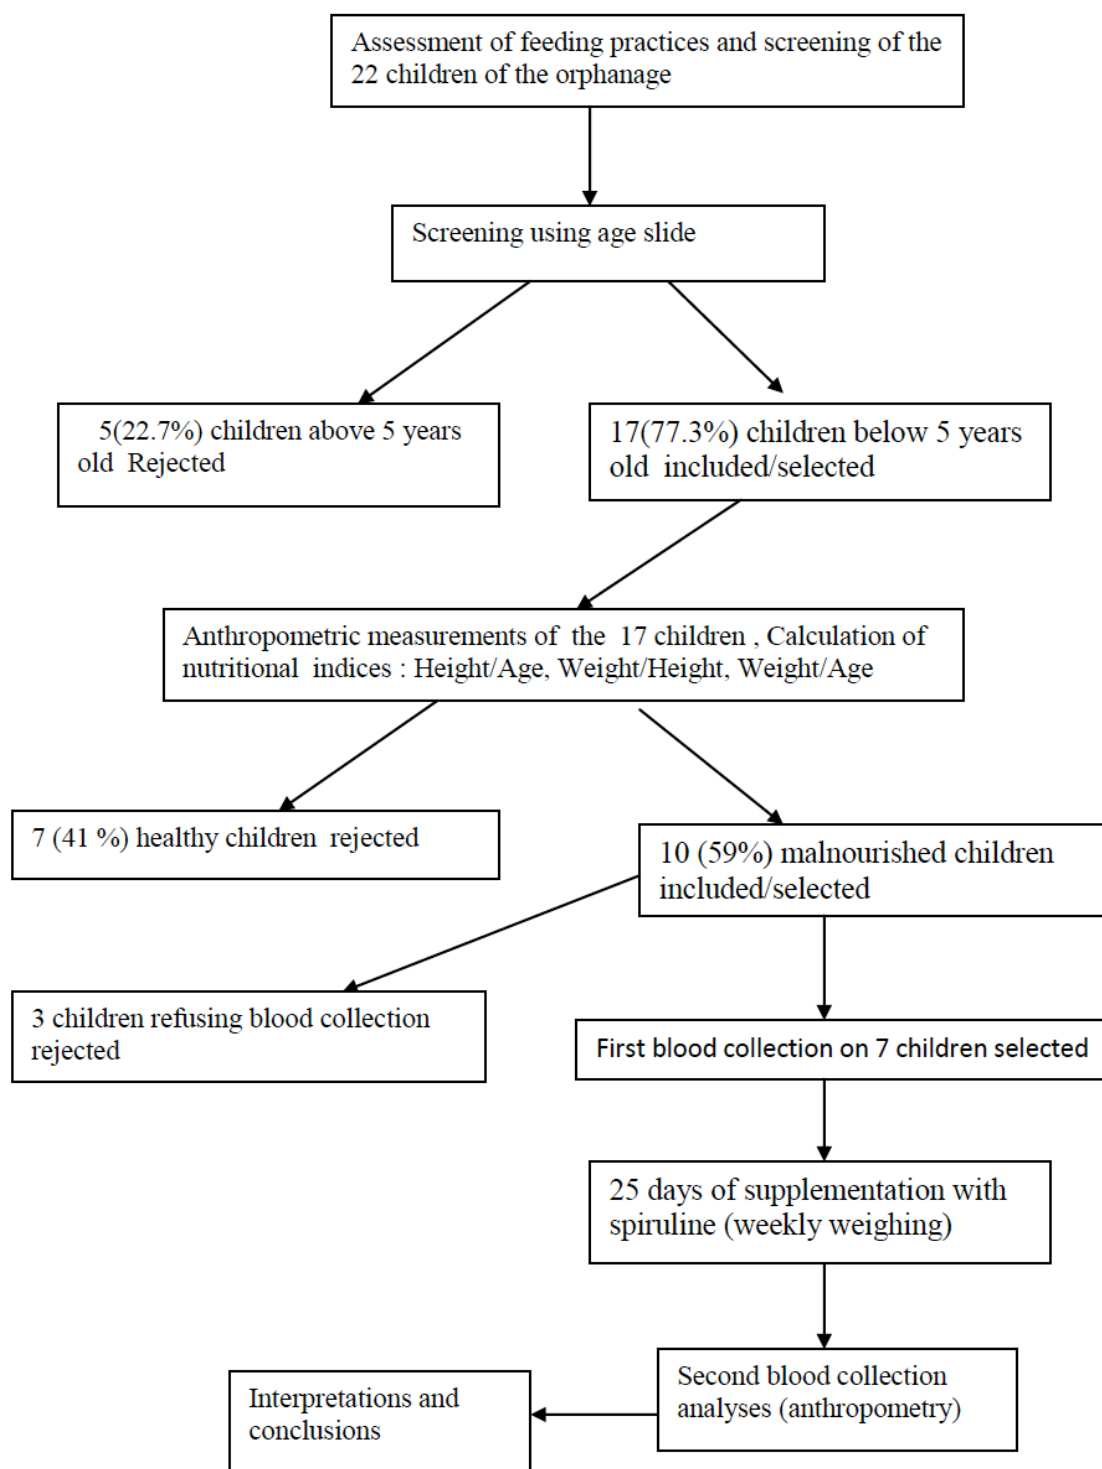 Assessment of feeding practices and screening of the
22 children of the orphanage
Screening using age slide
5(22.7%) children above 5 years
old Rejected
17(77.3%) children below 5 years
old included/selected
Anthropometric measurements of the 17 children , Calculation of
nutritional indices : Height/Age, Weight/Height, Weight/Age
7 (41 %) healthy children rejected
10 (59%) malnourished children
included/selected
3 children refusing blood collection
rejected
First blood collection on 7 children selected
25 days of supplementation with
spiruline (weekly weighing)
Second blood collection
analyses (anthropometry)
Interpretations and
conclusions